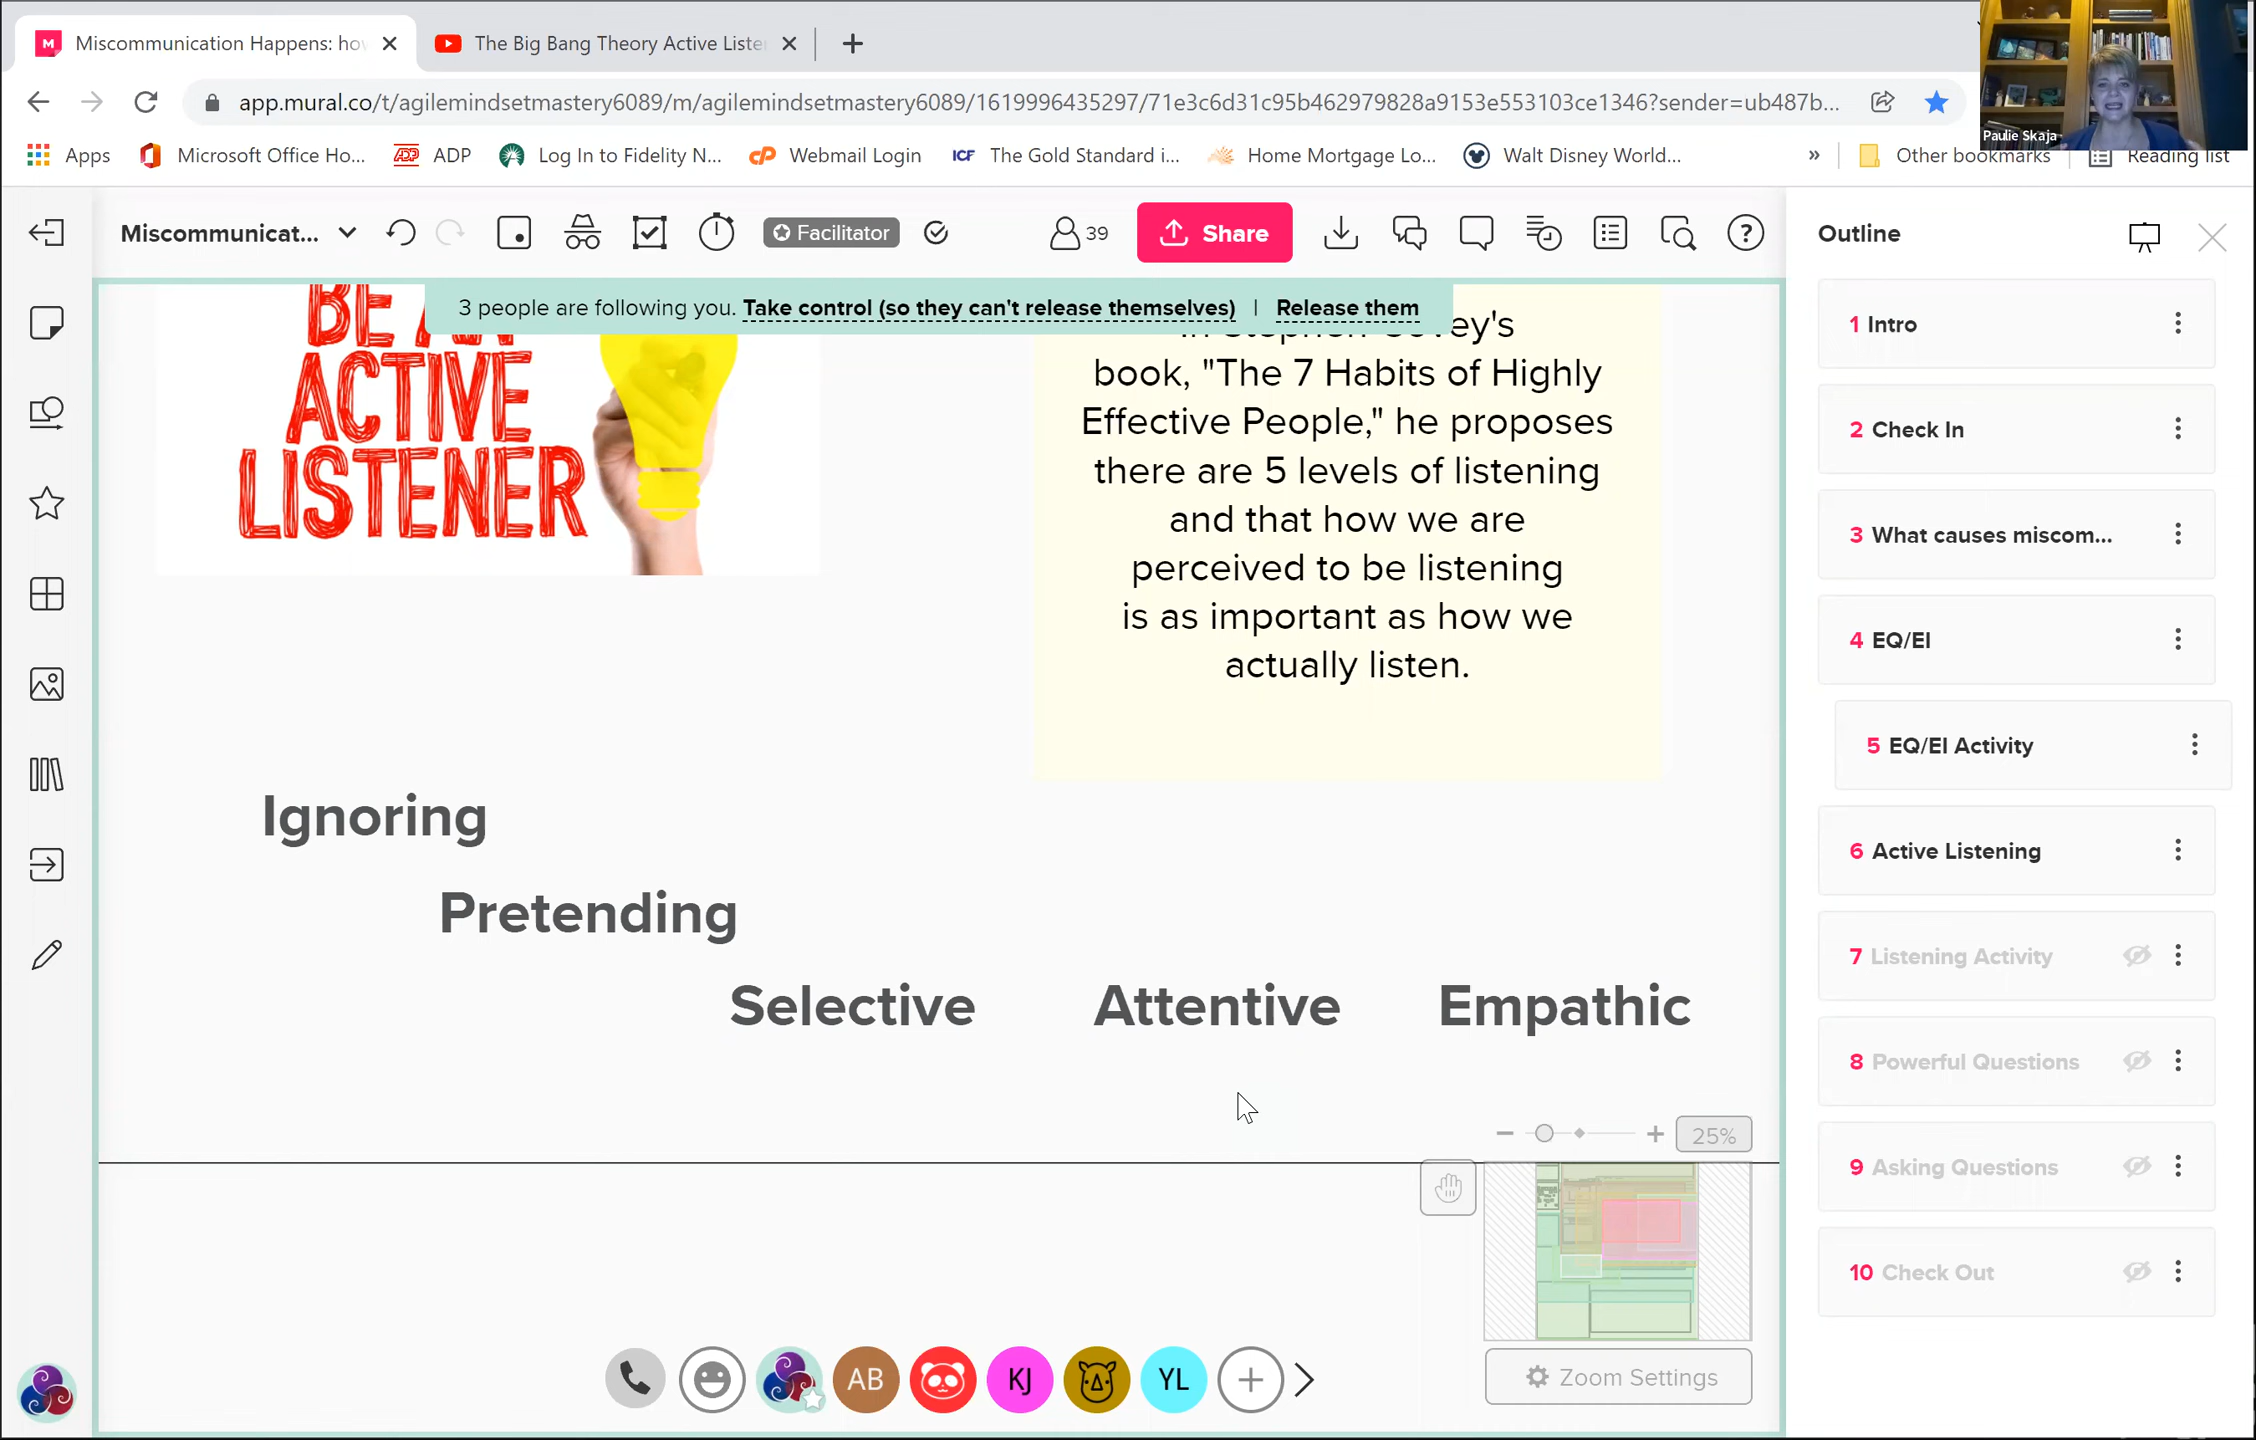 Miscommunication Happens: ho
The Big Bang Theory Active Liste
app.mural.co/t/agilemindsetmastery6089/m/agilemindsetmastery6089/1619996435297/71e3c6d31c95b462979828a9153e553103ce1346?sender=ub487b...
Paulie Skaja
Apps
Microsoft Office Ho...
ADP
Log In to Fidelity N...
cP Webmail Login
ICF The Gold Standard i...
Home Mortgage Lo...
Walt Disney World...
»
Other bookmarks
Reading list
Miscommunicat...
Facilitator
39
Share
?
3 people are following you. Take control (so they can't release themselves) | Release them
BE AN
ACTIVE
LISTENER
In Stephen Covey's
book, "The 7 Habits of Highly
Effective People," he proposes
there are 5 levels of listening
and that how we are
perceived to be listening
is as important as how we
actually listen.
Ignoring
Pretending
Selective
Attentive
Empathic
25%
Zoom Settings
AB
KJ
YL
Outline
1 Intro
2 Check In
3 What causes miscom...
4 EQ/EI
5 EQ/EI Activity
6 Active Listening
7 Listening Activity
8 Powerful Questions
9 Asking Questions
10 Check Out